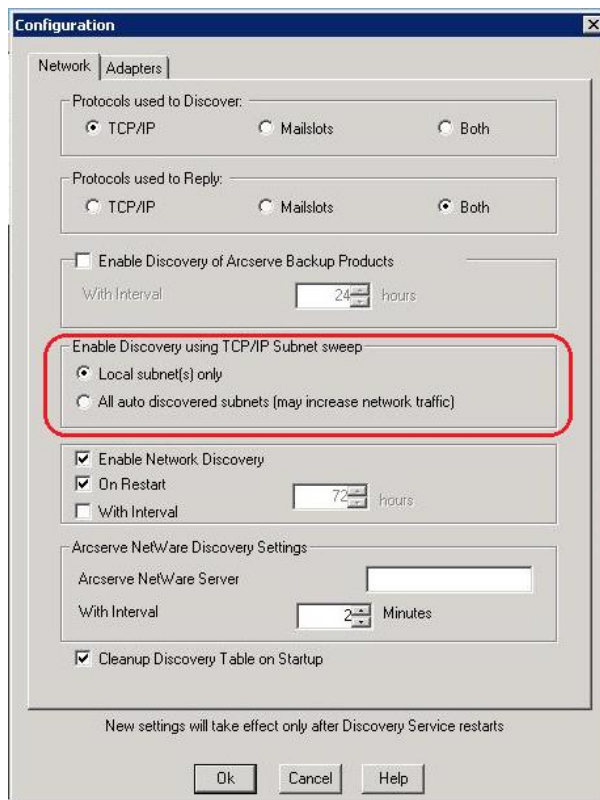 Configuration
Network Adapters
Protocols used to Discover:
TCP/IP Mailslots Both
Protocols used to Reply:
TCP/IP Mailslots Both
Enable Discovery of Arcserve Backup Products
With Interval 24 hours
Enable Discovery using TCP/IP Subnet sweep
Local subnet(s) only
All auto discovered subnets (may increase network traffic)
Enable Network Discovery
On Restart
72 hours
With Interval
Arcserve NetWare Discovery Settings
Arcserve NetWare Server
With Interval 2 Minutes
Cleanup Discovery Table on Startup
New settings will take effect only after Discovery Service restarts
Ok Cancel Help